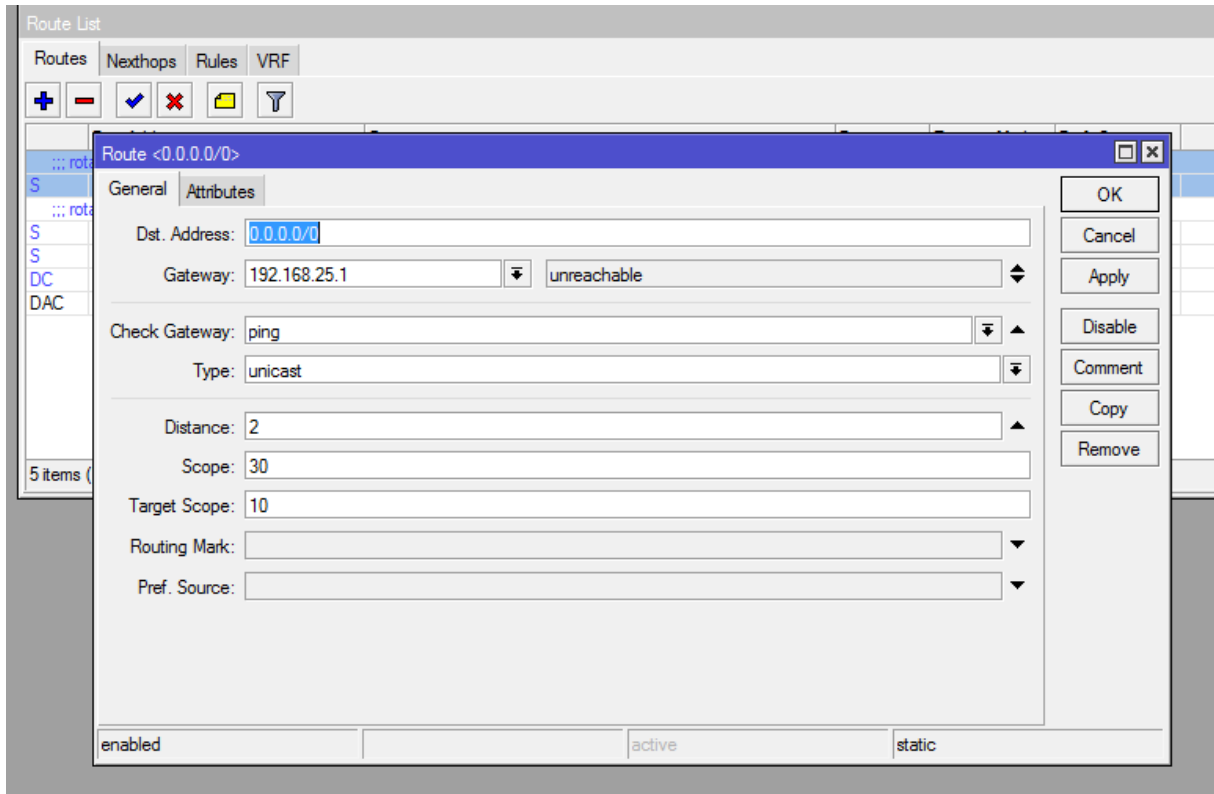 Route List
Routes Nexthops Rules VRF
Route <0.0.0.0/0>
;;; rota
S
;;; rota
S
S
DC
DAC
5 items (
General Attributes
Dst. Address: 0.0.0.0/0
Gateway: 192.168.25.1 unreachable
Check Gateway: ping
Type: unicast
Distance: 2
Scope: 30
Target Scope: 10
Routing Mark:
Pref. Source:
OK
Cancel
Apply
Disable
Comment
Copy
Remove
enabled active static